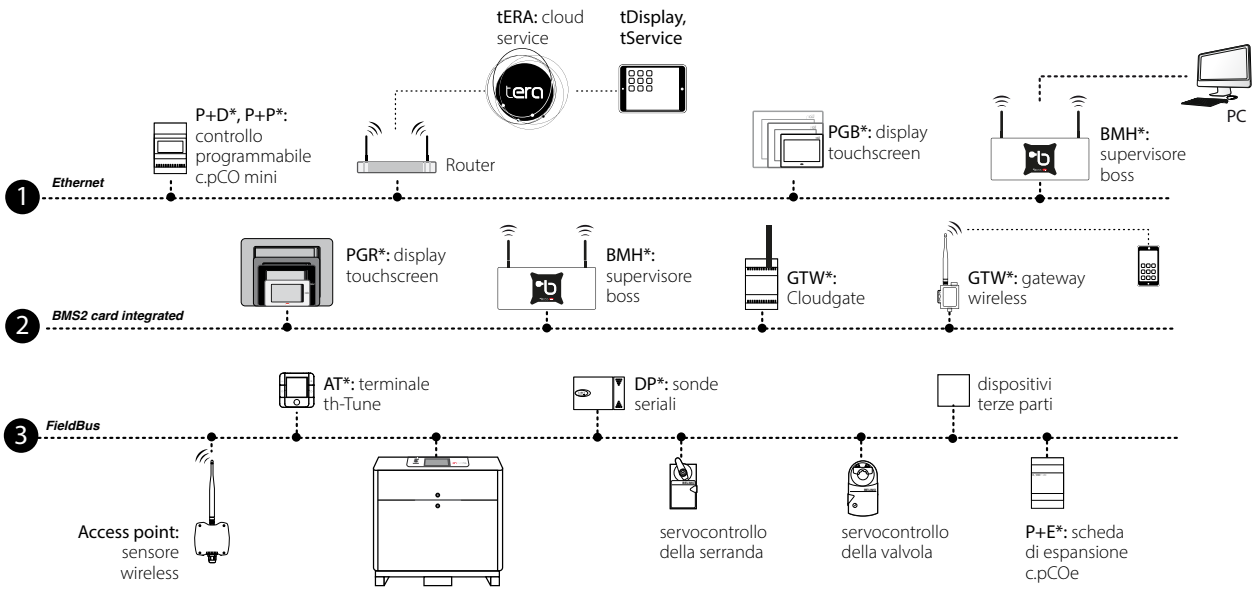 tERA: cloud
service
tDisplay,
tService
tera
P+D*, P+P*:
controllo
programmabile
c.pCO mini
Router
PGB*: display
touchscreen
BMH*:
supervisore
boss
PC
1
Ethernet
PGR*: display
touchscreen
BMH*:
supervisore
boss
GTW*:
Cloudgate
GTW*: gateway
wireless
2
BMS2 card integrated
AT*: terminale
th-Tune
DP*: sonde
seriali
dispositivi
terze parti
3
FieldBus
Access point:
sensore
wireless
servocontrollo
della serranda
servocontrollo
della valvola
P+E*: scheda
di espansione
c.pCOe